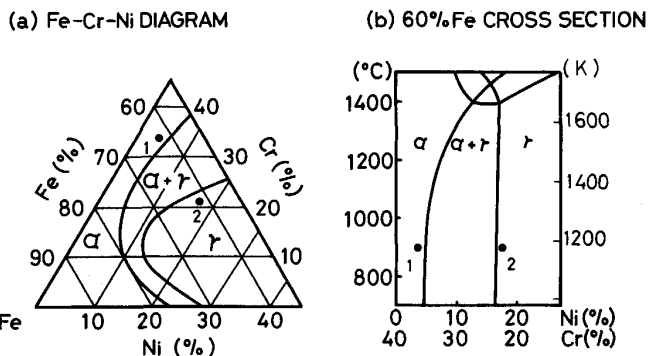 (a) Fe-Cr-Ni DIAGRAM
60
40
70
1
30
Fe(%)
Cr(%)
α+γ
80
20
2
α
γ
90
10
Fe
10
20
30
40
Ni (%)
(b) 60%Fe CROSS SECTION
(°C)
(K)
1400
1600
α
α+γ
γ
1200
1400
1000
1200
1
2
800
0
10
20
Ni(%)
40
30
20
Cr(%)